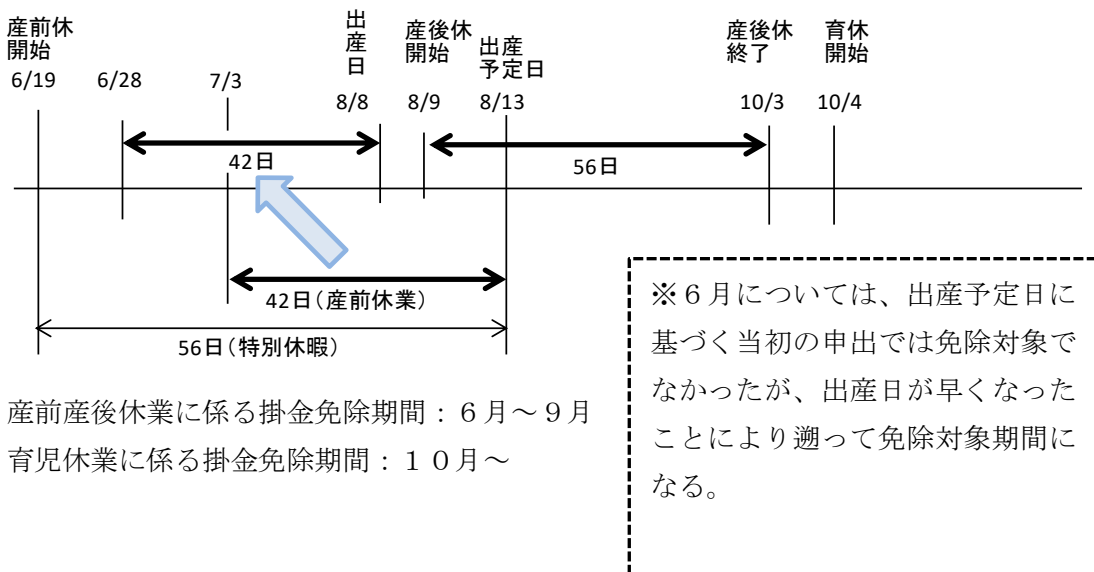 産前休
開始
6/19
6/28
7/3
出産日
8/8
産後休
開始
8/9
出産
予定日
8/13
産後休
終了
10/3
育休
開始
10/4
42日
56日
42日(産前休業)
56日(特別休暇)
産前産後休業に係る掛金免除期間：６月～９月
育児休業に係る掛金免除期間：１０月～
※６月については、出産予定日に
基づく当初の申出では免除対象で
なかったが、出産日が早くなった
ことにより遡って免除対象期間に
なる。